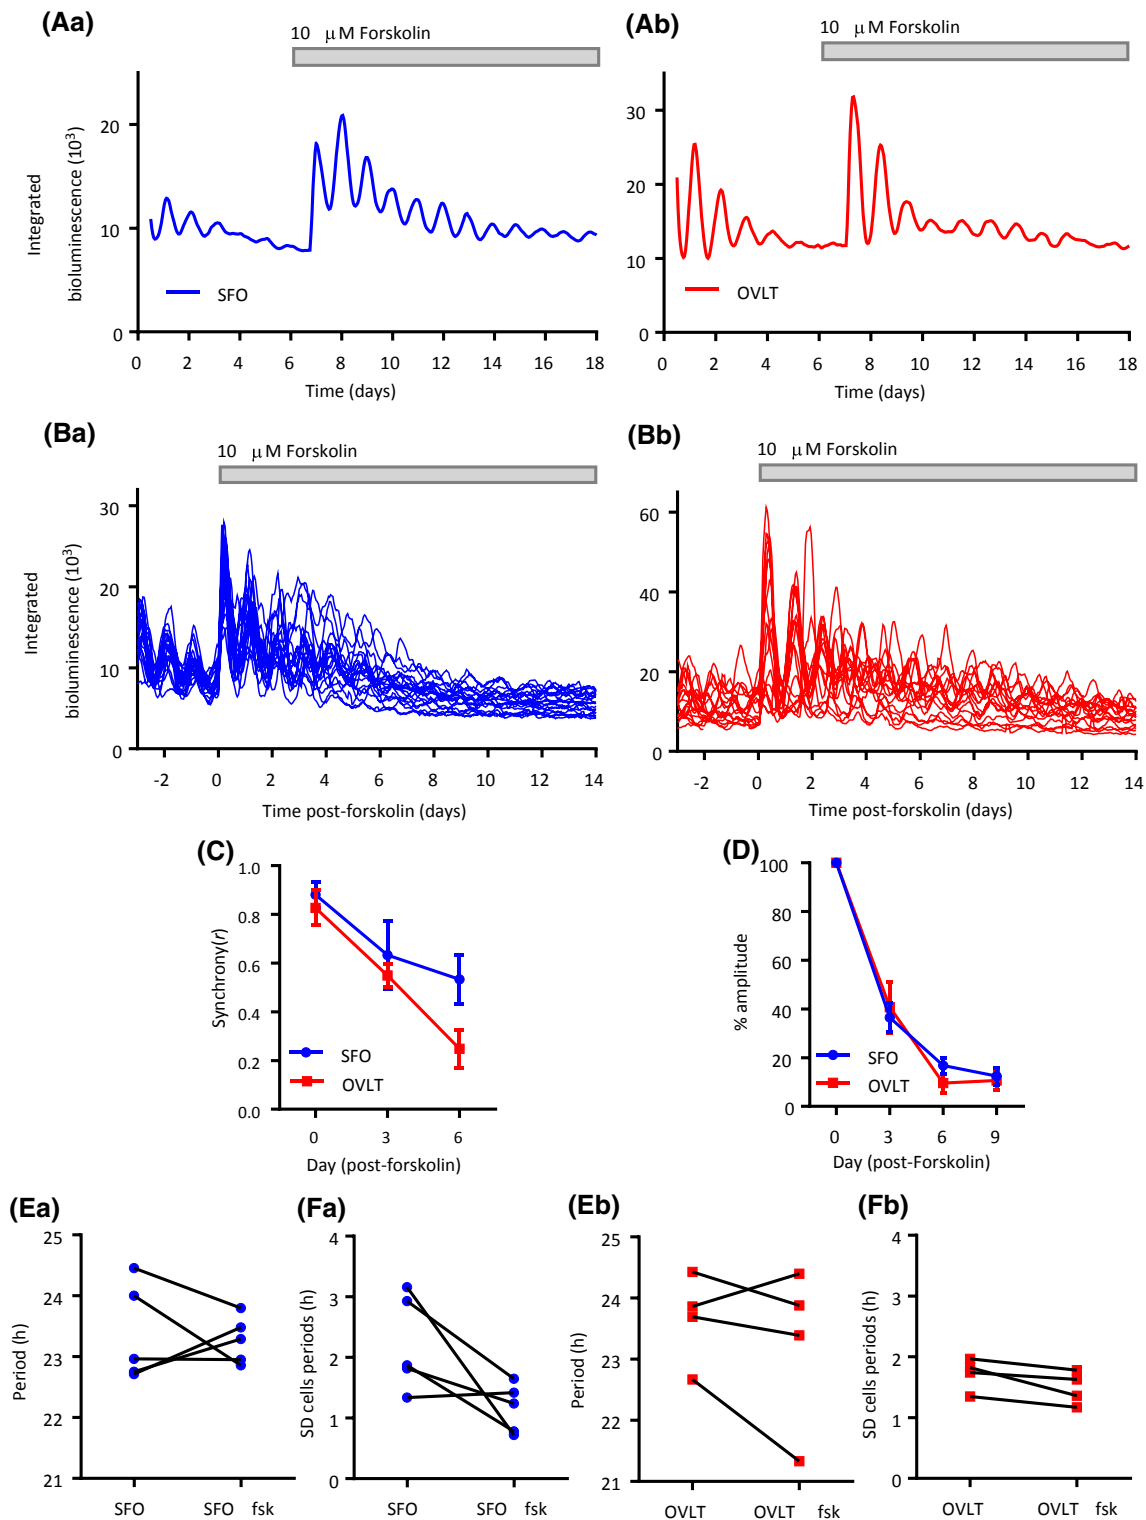 (Aa)
10 μM Forskolin
Integrated
bioluminescence (10³)
20
10
0
SFO
0 2 4 6 8 10 12 14 16 18
Time (days)
(Ab)
10 μM Forskolin
30
20
10
0
OVLT
0 2 4 6 8 10 12 14 16 18
Time (days)
(Ba)
10 μM Forskolin
Integrated
bioluminescence (10³)
30
20
10
0
-2 0 2 4 6 8 10 12 14
Time post-forskolin (days)
(Bb)
10 μM Forskolin
60
40
20
0
-2 0 2 4 6 8 10 12 14
Time post-forskolin (days)
(C)
Synchrony(r)
1.0
0.8
0.6
0.4
0.2
0.0
SFO
OVLT
0 3 6
Day (post-forskolin)
(D)
% amplitude
100
80
60
40
20
0
SFO
OVLT
0 3 6 9
Day (post-Forskolin)
(Ea)
Period (h)
25
24
23
22
21
SFO SFO fsk
(Fa)
SD cells periods (h)
4
3
2
1
0
SFO SFO fsk
(Eb)
Period (h)
25
24
23
22
21
OVLT OVLT fsk
(Fb)
SD cells periods (h)
4
3
2
1
0
OVLT OVLT fsk